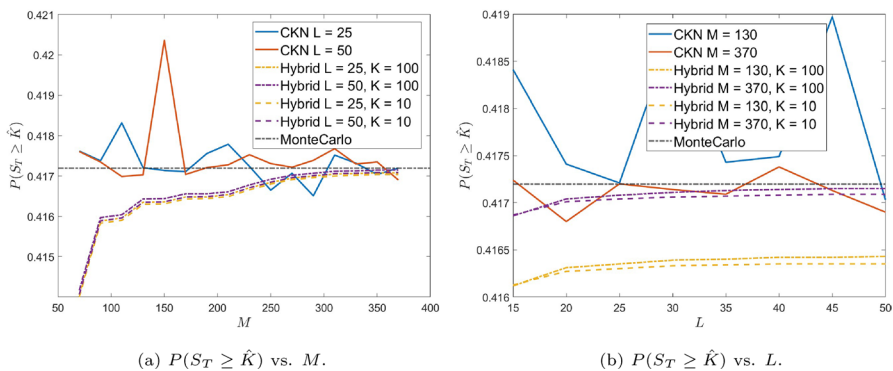 0.421
0.42
0.419
0.418
0.417
0.416
0.415
50
100
150
200
250
300
350
400
M
P(S_T ≥ K̂)
CKN L = 25
CKN L = 50
Hybrid L = 25, K = 100
Hybrid L = 50, K = 100
Hybrid L = 25, K = 10
Hybrid L = 50, K = 10
MonteCarlo
(a) P(S_T ≥ K̂) vs. M.
0.419
0.4185
0.418
0.4175
0.417
0.4165
0.416
15
20
25
30
35
40
45
50
L
P(S_T ≥ K̂)
CKN M = 130
CKN M = 370
Hybrid M = 130, K = 100
Hybrid M = 370, K = 100
Hybrid M = 130, K = 10
Hybrid M = 370, K = 10
MonteCarlo
(b) P(S_T ≥ K̂) vs. L.